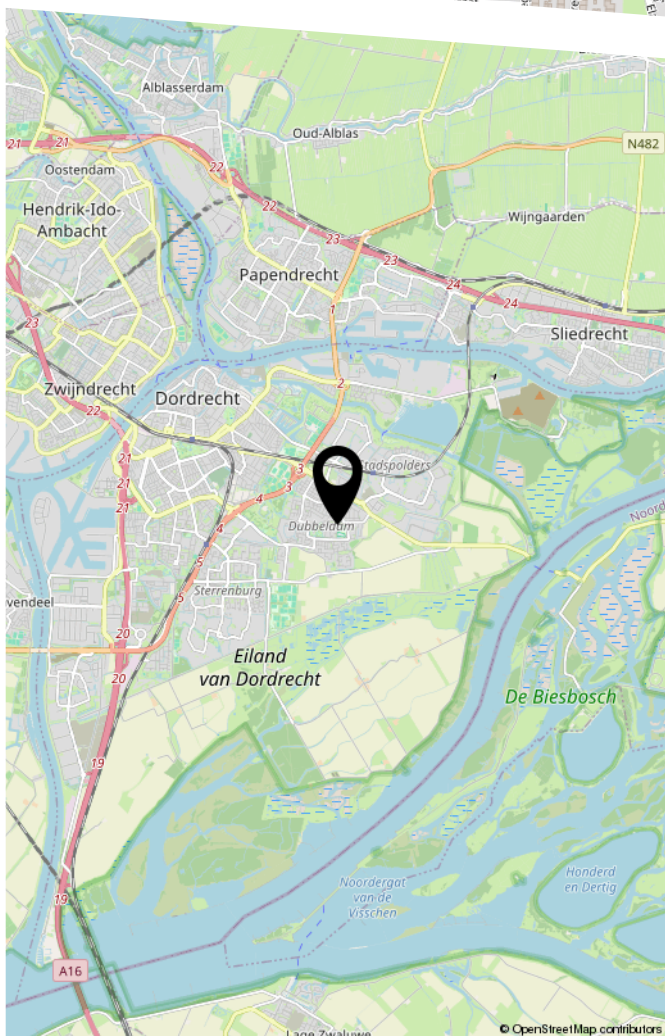 Alblasserdam
Oud-Alblas
21
21
N482
22
Oostendam
22
Hendrik-Ido-
Ambacht
Wijngaarden
23
23
Papendrecht
24
24
1
23
Sliedrecht
2
Zwijndrecht
Dordrecht
22
21
3
stadspolders
3
21
4
4
21
Dubbeldam
Noord
5
Sterrenburg
5
vendeel
20
Eiland
van Dordrecht
20
De Biesbosch
19
Honderd
en Dertig
Noordergat
van de
Visschen
19
A16
© OpenStreetMap contributors
Lage Zwaluwe